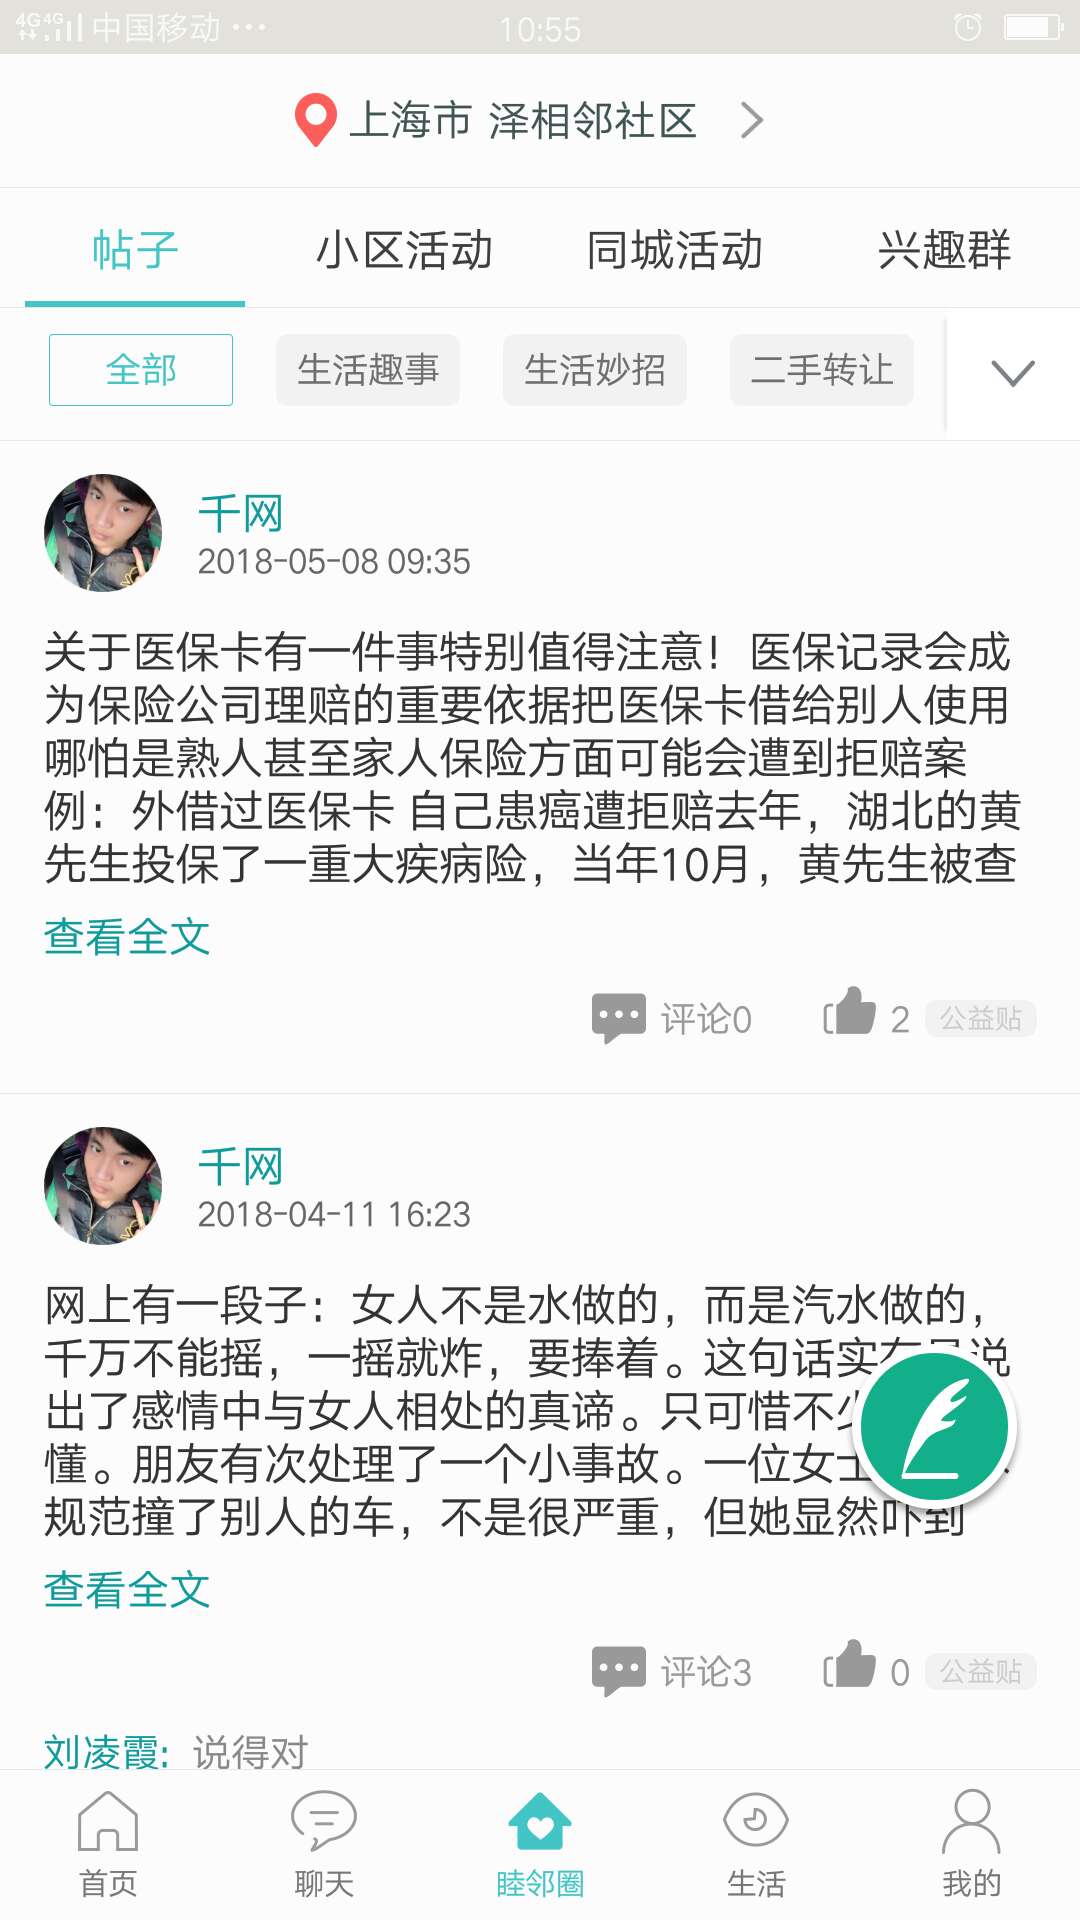 4G 4G 中国移动 ··· 10:55
上海市 泽相邻社区
帖子 小区活动 同城活动 兴趣群
全部 生活趣事 生活妙招 二手转让
千网
2018-05-08 09:35
关于医保卡有一件事特别值得注意！医保记录会成
为保险公司理赔的重要依据把医保卡借给别人使用
哪怕是熟人甚至家人保险方面可能会遭到拒赔案
例：外借过医保卡 自己患癌遭拒赔去年，湖北的黄
先生投保了一重大疾病险，当年10月，黄先生被查
查看全文
评论0 2 公益贴
千网
2018-04-11 16:23
网上有一段子：女人不是水做的，而是汽水做的，
千万不能摇，一摇就炸，要捧着。这句话实在是说
出了感情中与女人相处的真谛。只可惜不少
懂。朋友有次处理了一个小事故。一位女士
规范撞了别人的车，不是很严重，但她显然吓到
查看全文
评论3 0 公益贴
刘凌霞：说得对
首页 聊天 睦邻圈 生活 我的